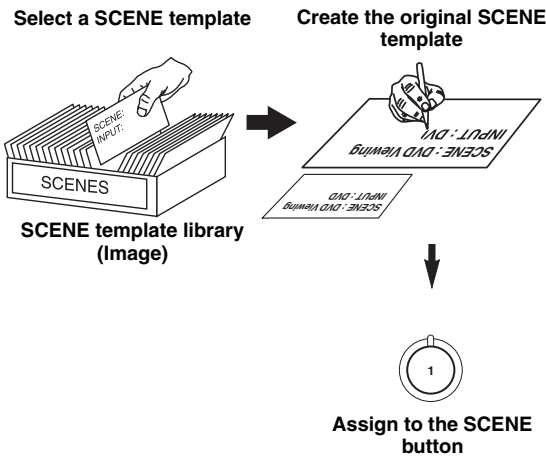 Select a SCENE template
Create the original SCENE
template
SCENE:
INPUT:
SCENES
SCENE template library
(Image)
SCENE : DVD Viewing
INPUT : DV
SCENE : DVD Viewing
INPUT : DVD
1
Assign to the SCENE
button